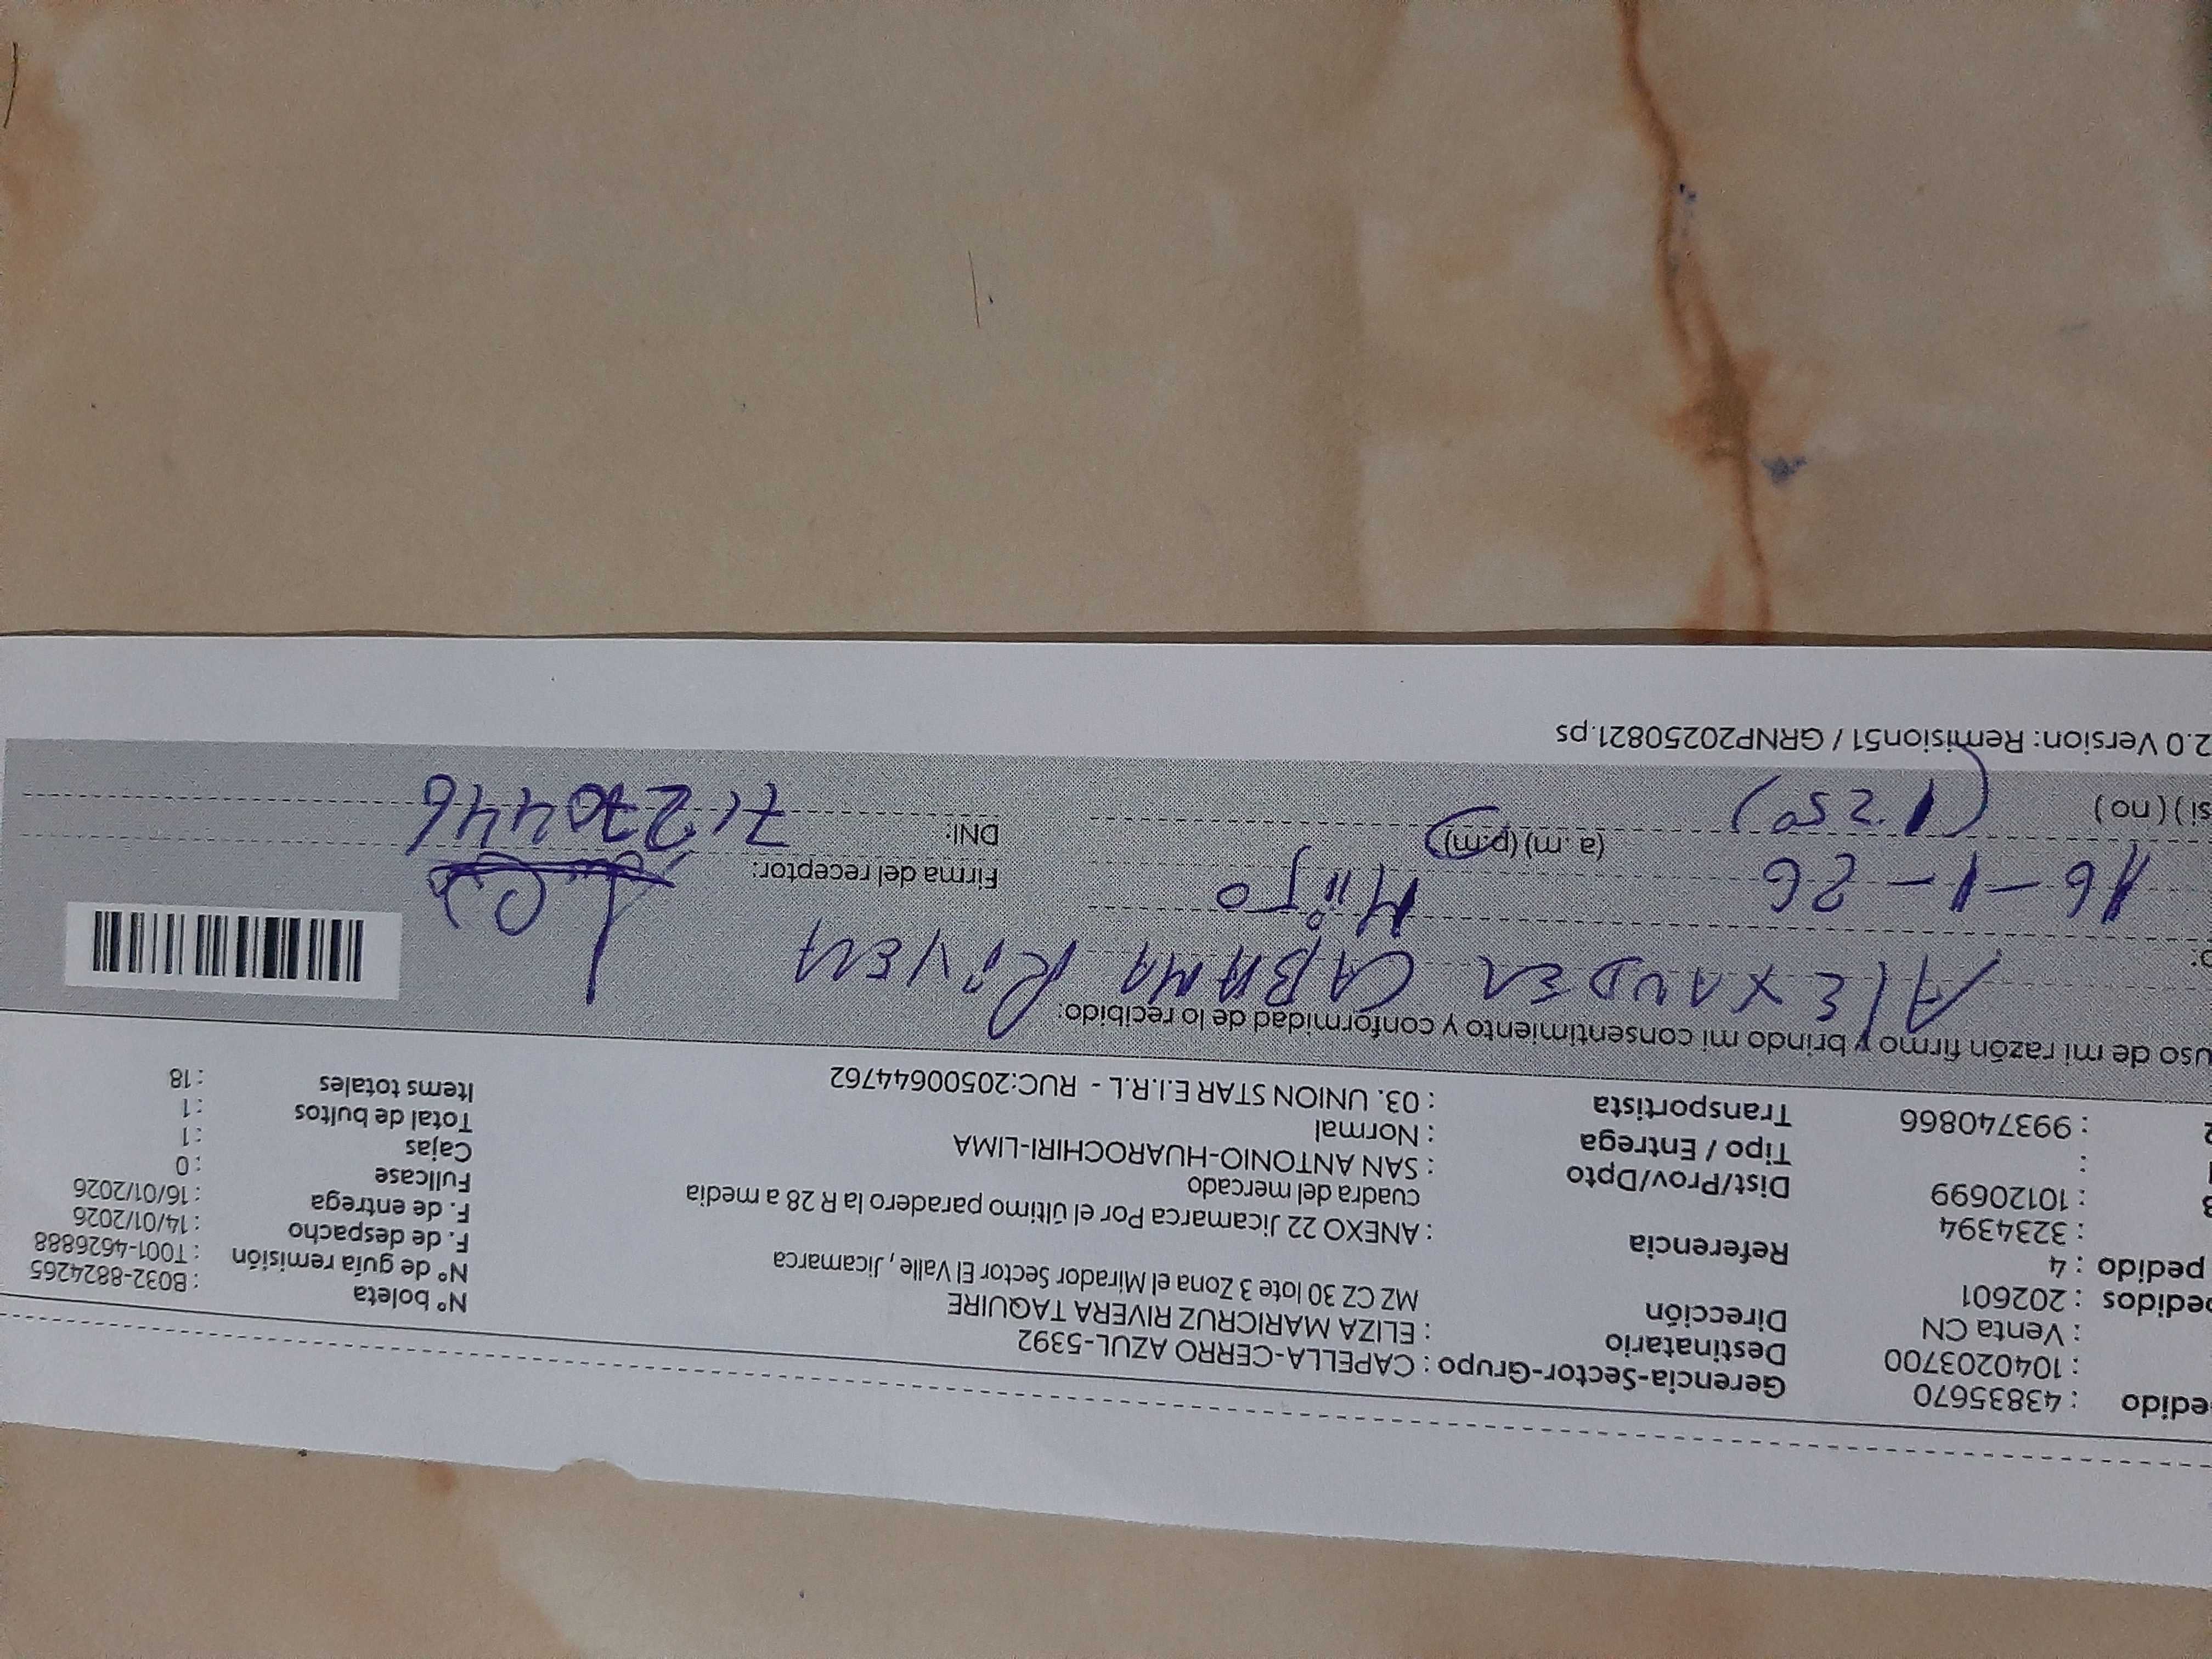 edido : 43835670 Gerencia-Sector-Grupo : CAPELLA-CERRO AZUL-5392
: 1040203700 Destinatario : ELIZA MARICRUZ RIVERA TAQUIRE Nº boleta : B032-8824265
: Venta CN Dirección MZ CZ 30 lote 3 Zona el Mirador Sector El Valle , Jicamarca Nº de guía remisión : T001-4626888
edidos : 202601 F. de despacho : 14/01/2026
pedido : 4 Referencia : ANEXO 22 Jicamarca Por el último paradero la R 28 a media F. de entrega : 16/01/2026
: 3234394 cuadra del mercado Fullcase : 0
: 10120699 Dist/Prov/Dpto : SAN ANTONIO-HUAROCHIRI-LIMA Cajas : 1
: Tipo / Entrega : Normal Total de bultos : 1
: 993740866 Transportista : 03. UNION STAR E.I.R.L - RUC:20500644762 Items totales : 18
uso de mi razón firmo y brindo mi consentimiento y conformidad de lo recibido:
AlEXANDER CABANA RiVERA
16-1-26 Hijo Firma del receptor:
(a.m) (p.m) DNI: 71270446
si ) ( no ) (1:250)
2.0 Version: Remision51 / GRNP20250821.ps